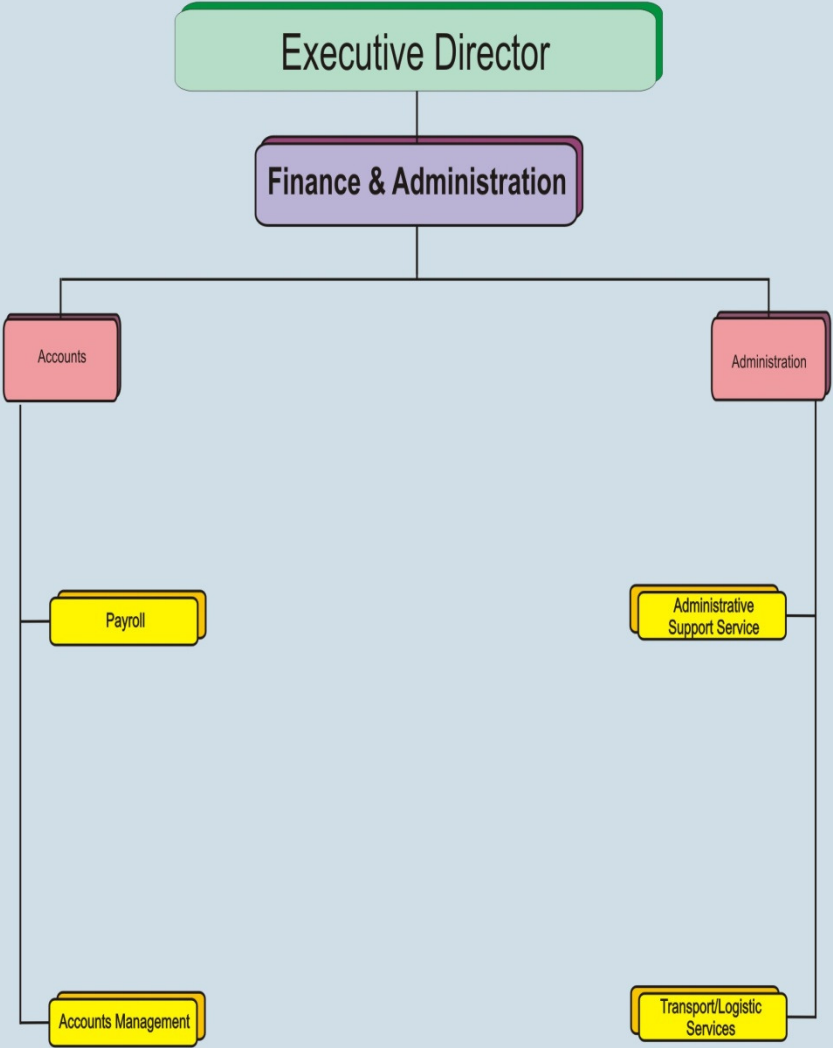 Executive Director
Finance & Administration
Accounts
Administration
Payroll
Administrative
Support Service
Accounts Management
Transport/Logistic
Services